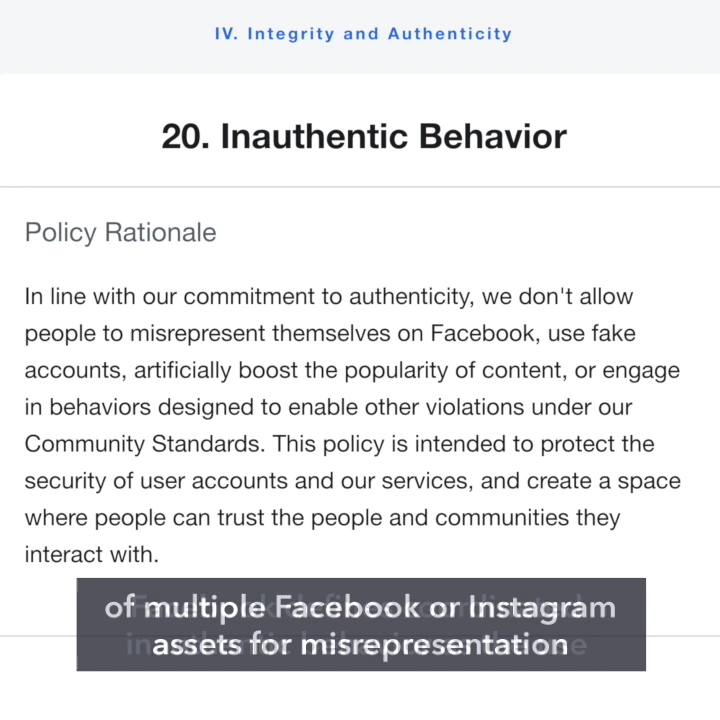 IV. Integrity and Authenticity
20. Inauthentic Behavior
Policy Rationale
In line with our commitment to authenticity, we don't allow
people to misrepresent themselves on Facebook, use fake
accounts, artificially boost the popularity of content, or engage
in behaviors designed to enable other violations under our
Community Standards. This policy is intended to protect the
security of user accounts and our services, and create a space
where people can trust the people and communities they
interact with.
of multiple Facebook or Instagram
assets for misrepresentation